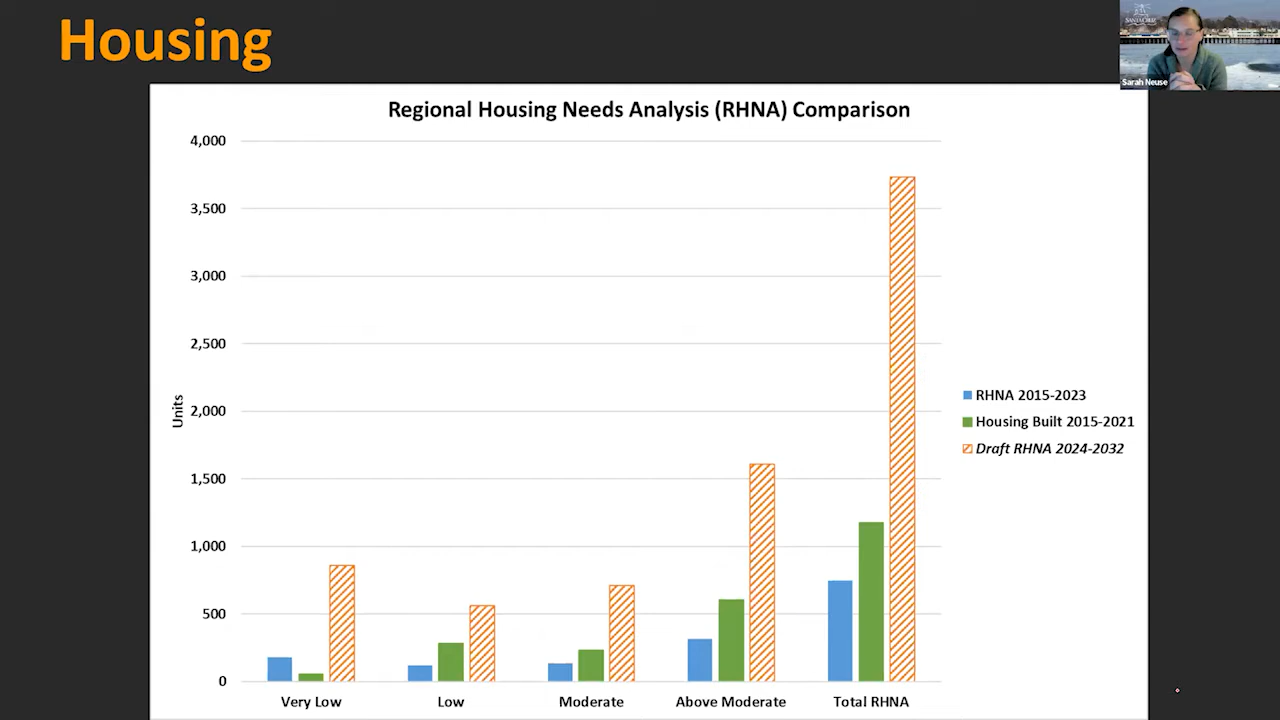 Housing
SANTA CRUZ
Sarah Neuse
Regional Housing Needs Analysis (RHNA) Comparison
4,000
3,500
3,000
2,500
2,000
1,500
1,000
500
0
Units
Very Low
Low
Moderate
Above Moderate
Total RHNA
RHNA 2015-2023
Housing Built 2015-2021
Draft RHNA 2024-2032